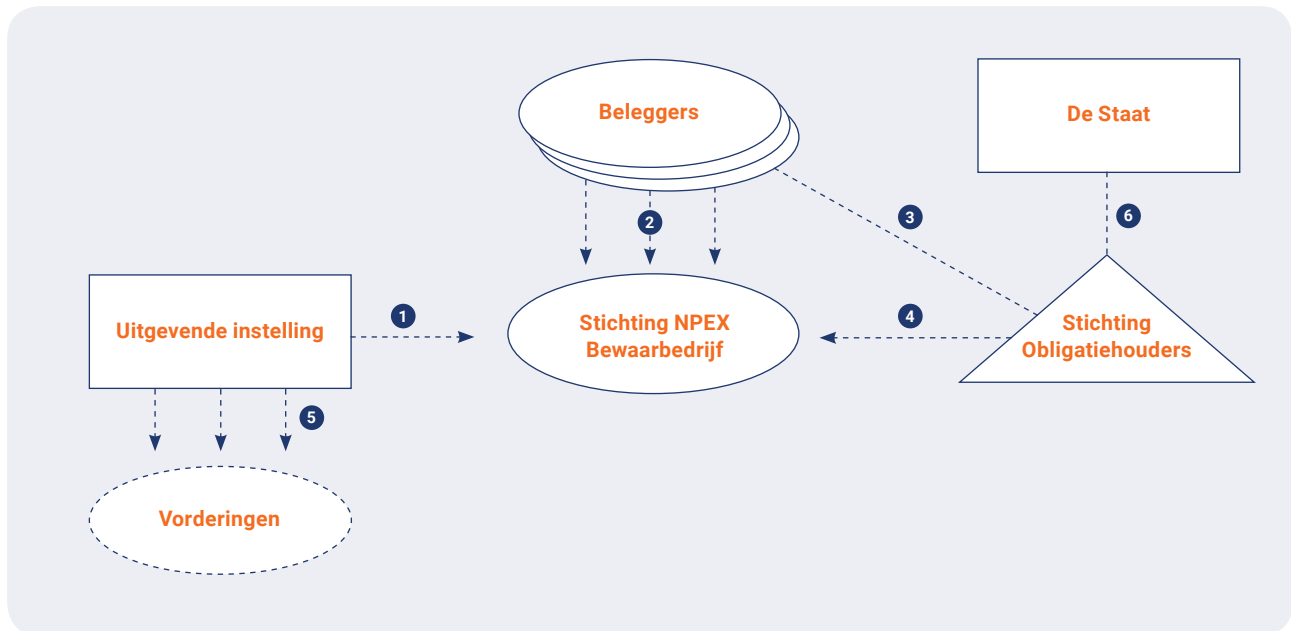 Beleggers
De Staat
2
3
6
Uitgevende instelling
1
Stichting NPEX
Bewaarbedrijf
4
Stichting
Obligatiehouders
5
Vorderingen